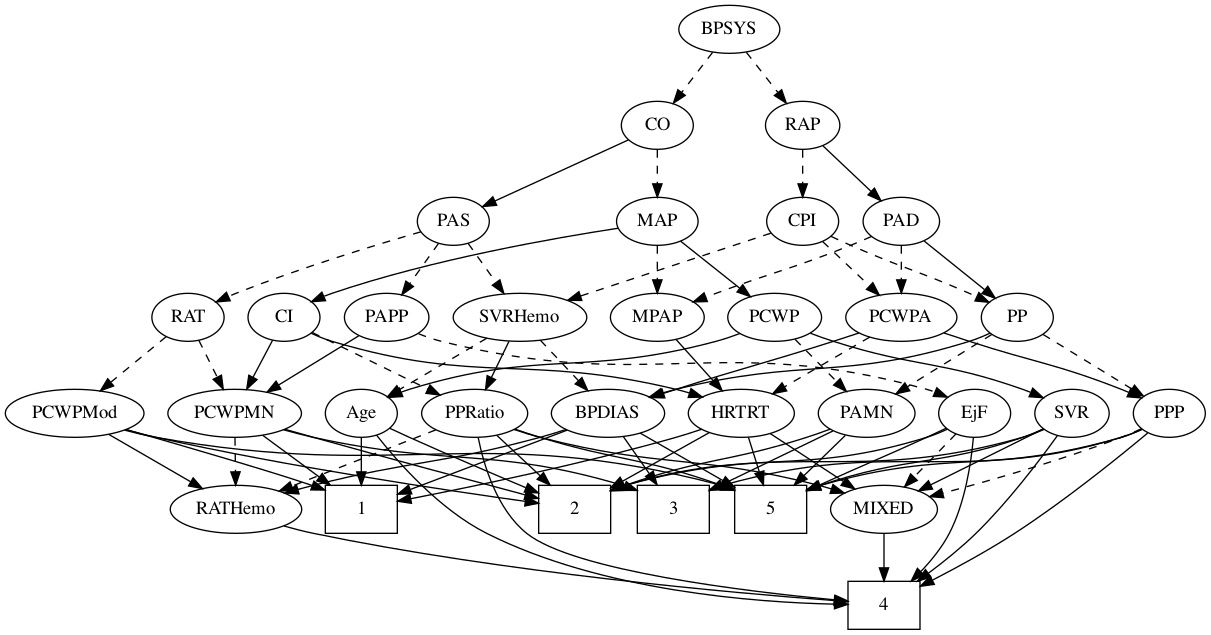 BPSYS
CO
RAP
PAS
MAP
CPI
PAD
RAT
CI
PAPP
SVRHemo
MPAP
PCWP
PCWPA
PP
PCWPMod
PCWPMN
Age
PPRatio
BPDIAS
HRTRT
PAMN
EjF
SVR
PPP
RATHemo
1
2
3
5
MIXED
4